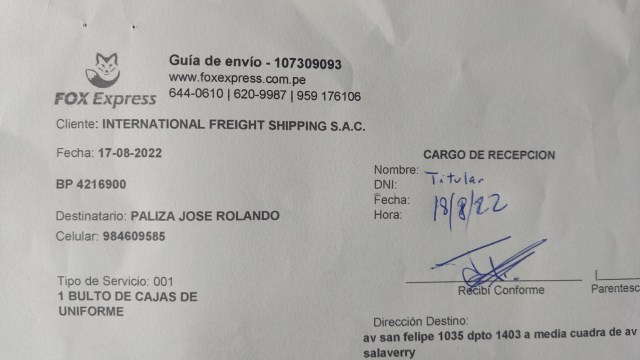 Guía de envío - 107309093
www.foxexpress.com.pe
FOX Express
644-0610 | 620-9987 | 959 176106
Cliente: INTERNATIONAL FREIGHT SHIPPING S.A.C.
Fecha: 17-08-2022
BP 4216900
Destinatario: PALIZA JOSE ROLANDO
Celular: 984609585
Tipo de Servicio: 001
1 BULTO DE CAJAS DE
UNIFORME
CARGO DE RECEPCION
Nombre:
DNI: Titular
Fecha: 18/8/22
Hora:
Recibí Conforme
Parentesc
Dirección Destino:
av san felipe 1035 dpto 1403 a media cuadra de av
salaverry